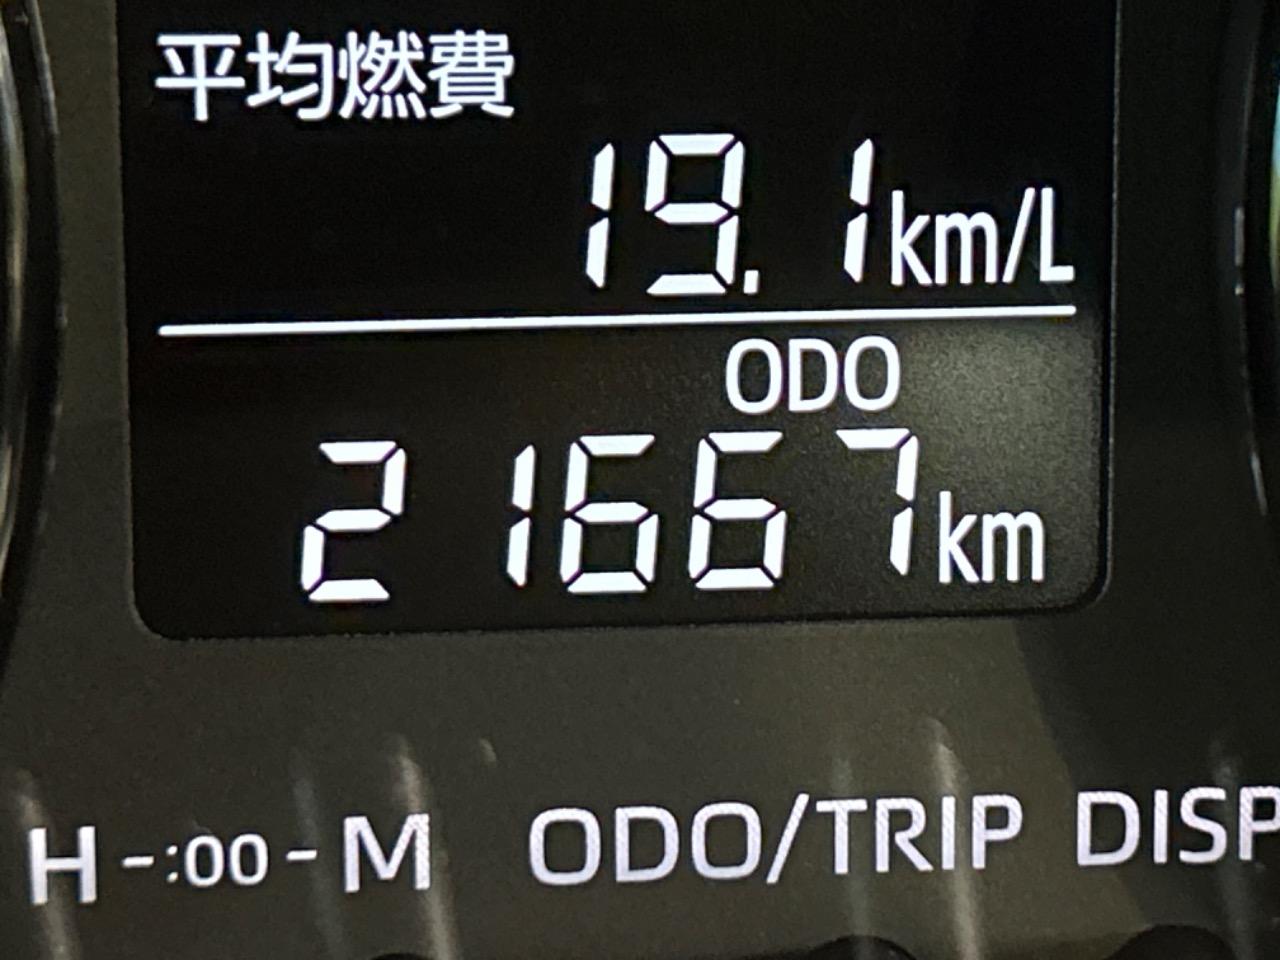 平均燃費
19.1km/L
ODO
21667km
H -:00- M ODO/TRIP DISP